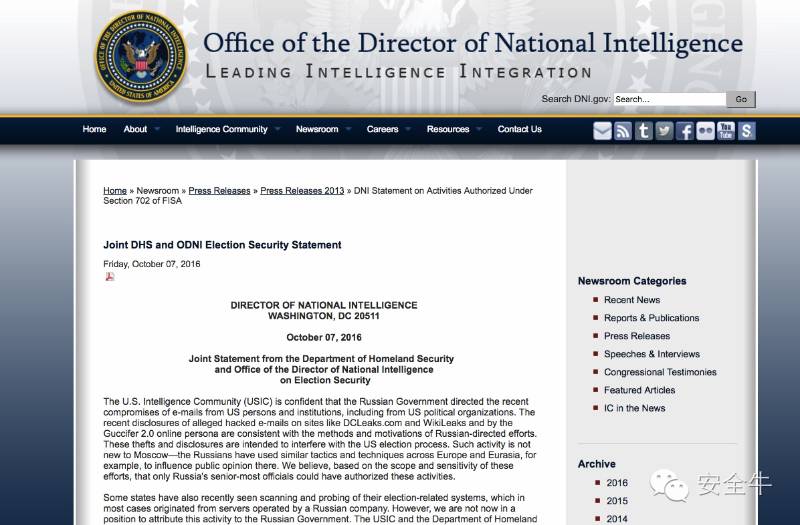 Office of the Director of National Intelligence
LEADING INTELLIGENCE INTEGRATION
Search DNI.gov: Search... Go
Home About Intelligence Community Newsroom Careers Resources Contact Us
Home » Newsroom » Press Releases » Press Releases 2013 » DNI Statement on Activities Authorized Under
Section 702 of FISA
Joint DHS and ODNI Election Security Statement
Friday, October 07, 2016
DIRECTOR OF NATIONAL INTELLIGENCE
WASHINGTON, DC 20511
October 07, 2016
Joint Statement from the Department of Homeland Security
and Office of the Director of National Intelligence
on Election Security
The U.S. Intelligence Community (USIC) is confident that the Russian Government directed the recent
compromises of e-mails from US persons and institutions, including from US political organizations. The
recent disclosures of alleged hacked e-mails on sites like DCLeaks.com and WikiLeaks and by the
Guccifer 2.0 online persona are consistent with the methods and motivations of Russian-directed efforts.
These thefts and disclosures are intended to interfere with the US election process. Such activity is not
new to Moscow—the Russians have used similar tactics and techniques across Europe and Eurasia, for
example, to influence public opinion there. We believe, based on the scope and sensitivity of these
efforts, that only Russia's senior-most officials could have authorized these activities.
Some states have also recently seen scanning and probing of their election-related systems, which in
most cases originated from servers operated by a Russian company. However, we are not now in a
position to attribute this activity to the Russian Government. The USIC and the Department of Homeland
Newsroom Categories
Recent News
Reports & Publications
Press Releases
Speeches & Interviews
Congressional Testimonies
Featured Articles
IC in the News
Archive
2016
2015
2014
安全牛